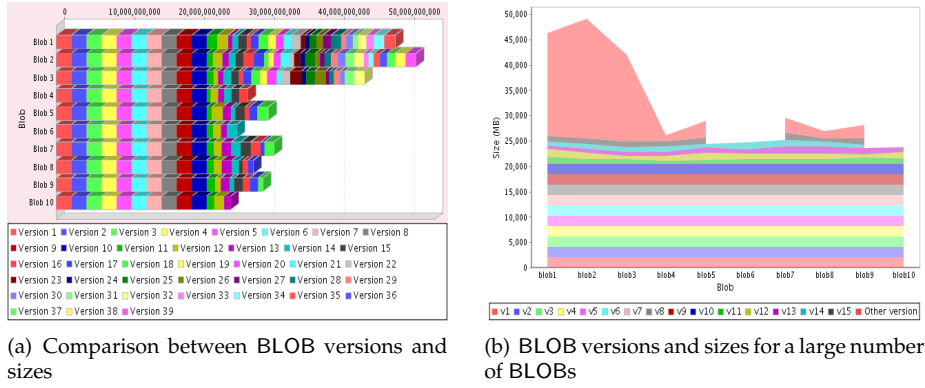 0 10,000,000,000 20,000,000,000 30,000,000,000 40,000,000,000 50,000,000,000
Blob
Blob 1
Blob 2
Blob 3
Blob 4
Blob 5
Blob 6
Blob 7
Blob 8
Blob 9
Blob 10
Version 1 Version 2 Version 3 Version 4 Version 5 Version 6 Version 7 Version 8
Version 9 Version 10 Version 11 Version 12 Version 13 Version 14 Version 15
Version 16 Version 17 Version 18 Version 19 Version 20 Version 21 Version 22
Version 23 Version 24 Version 25 Version 26 Version 27 Version 28 Version 29
Version 30 Version 31 Version 32 Version 33 Version 34 Version 35 Version 36
Version 37 Version 38 Version 39
(a) Comparison between BLOB versions and
sizes
Size (MB)
50,000
45,000
40,000
35,000
30,000
25,000
20,000
15,000
10,000
5,000
0
blob1 blob2 blob3 blob4 blob5 blob6 blob7 blob8 blob9 blob10
Blob
v1 v2 v3 v4 v5 v6 v7 v8 v9 v10 v11 v12 v13 v14 v15 Other version
(b) BLOB versions and sizes for a large number
of BLOBs